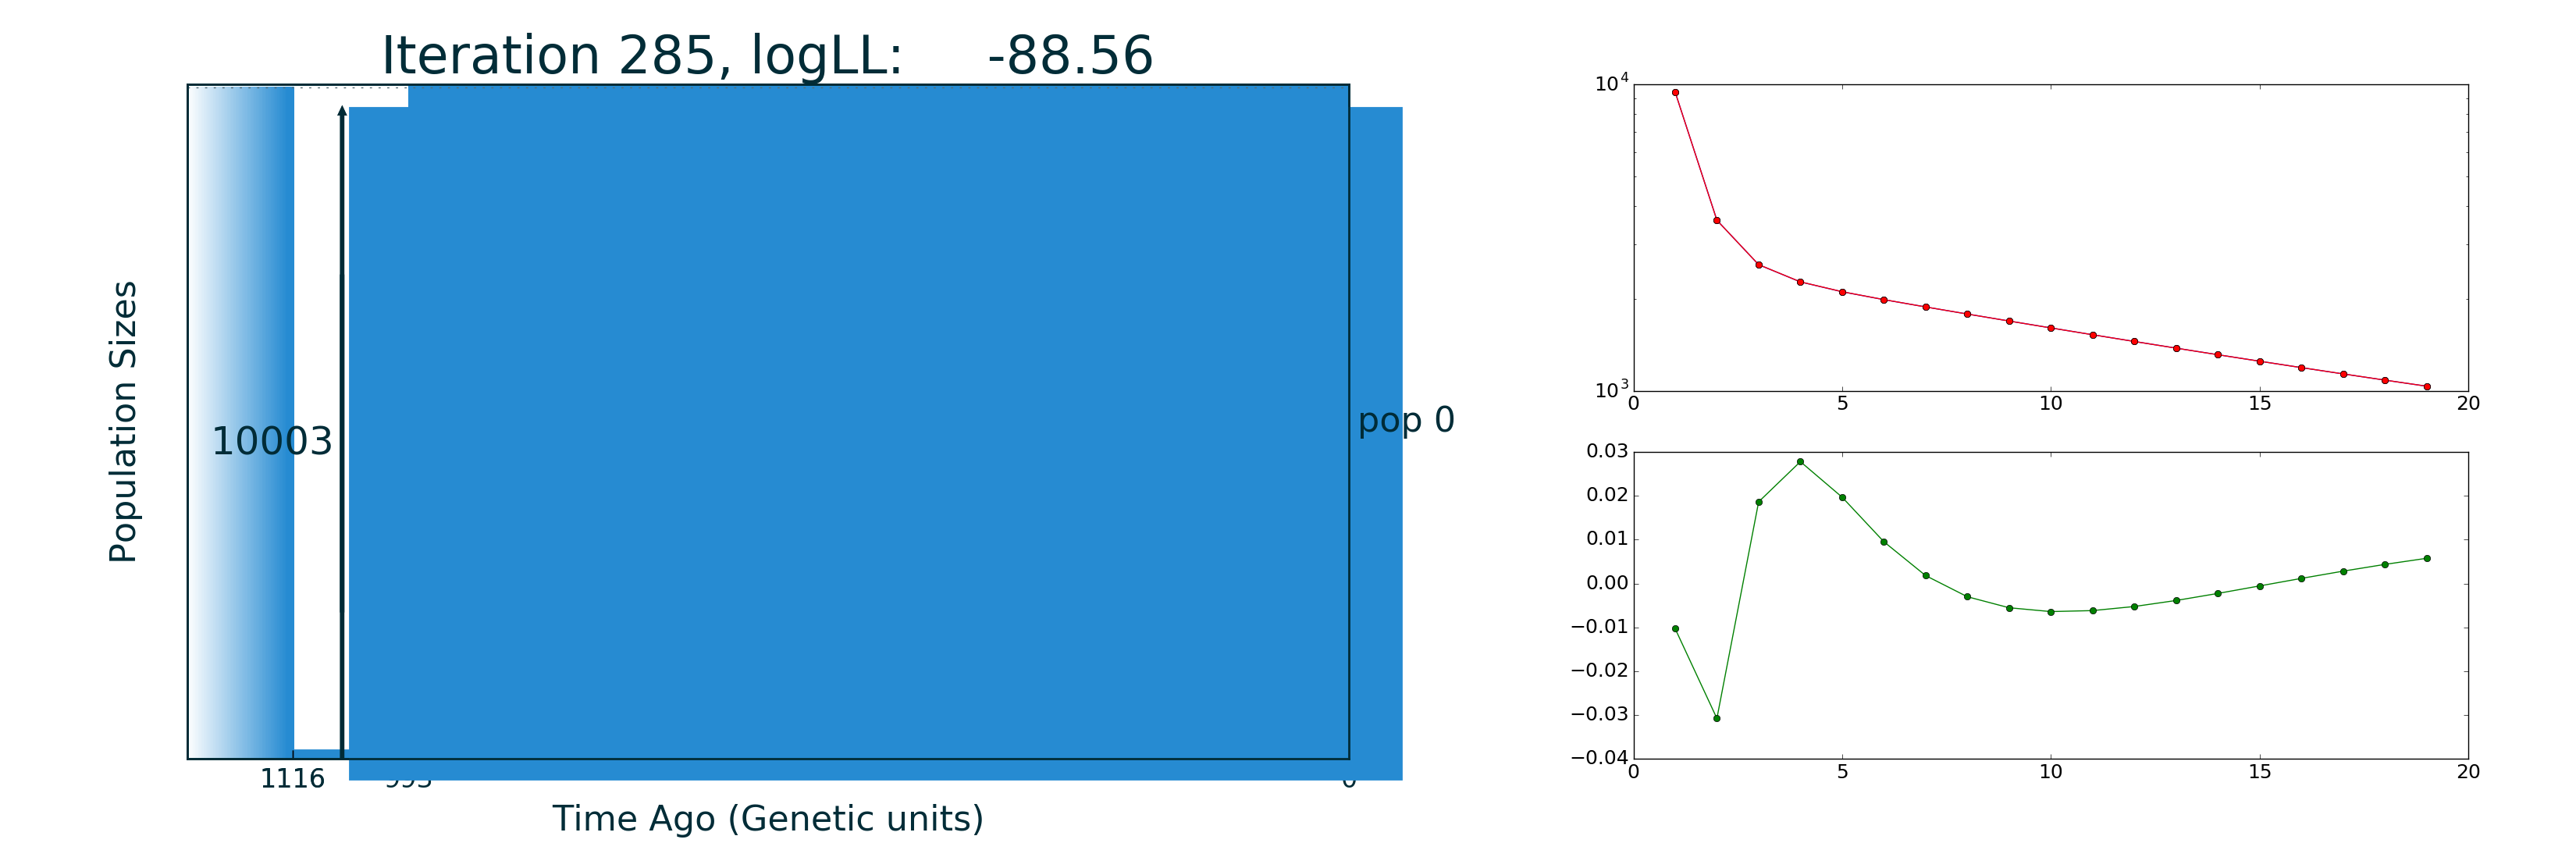 Iteration 285, logLL: -88.56
Population Sizes
10003
pop 0
1116
Time Ago (Genetic units)
10^4
10^3
0 5 10 15 20
0.03
0.02
0.01
0.00
−0.01
−0.02
−0.03
−0.04
0 5 10 15 20